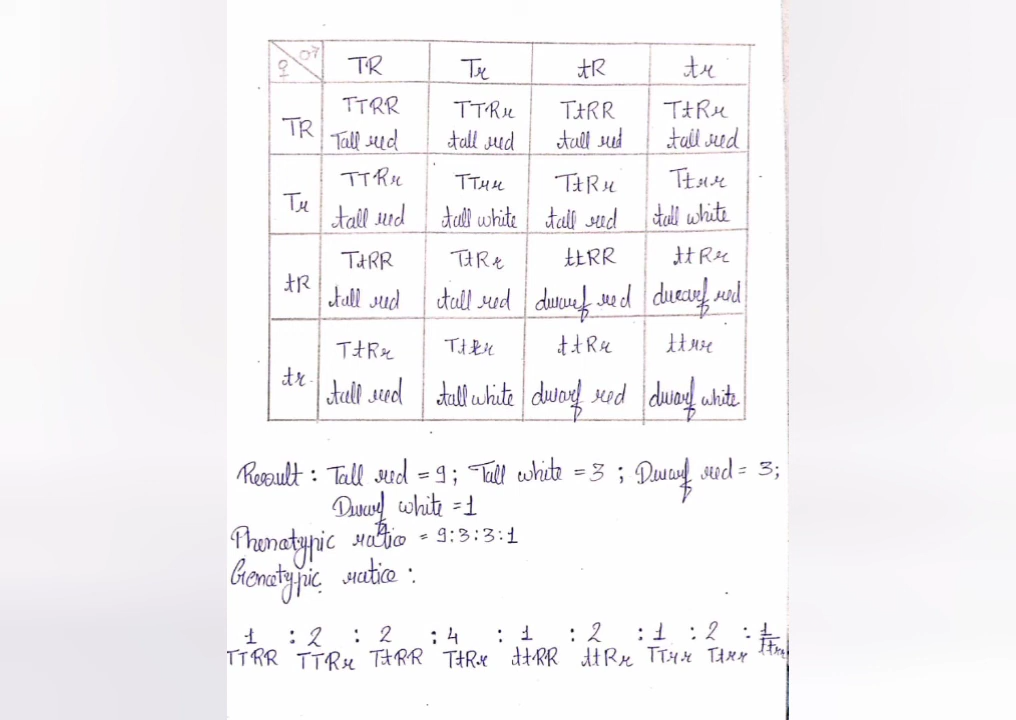 ♀ ♂ TR Tr tR tr
TR TTRR TTRr TtRR TtRr
Tall red tall red tall red tall red
Tr TTRr TTrr TtRr Ttrr
tall red tall white tall red tall white
tR TtRR TtRr ttRR ttRr
tall red tall red dwarf red dwarf red
tr TtRr Ttrr ttRr ttrr
tall red tall white dwarf red dwarf white
Result : Tall red = 9 ; Tall white = 3 ; Dwarf red = 3;
Dwarf white = 1
Phenotypic ratio = 9:3:3:1
Genotypic ratio :
1 : 2 : 2 : 4 : 1 : 2 : 1 : 2 : 1
TTRR TTRr TtRR TtRr ttRR ttRr TTrr Ttrr ttrr